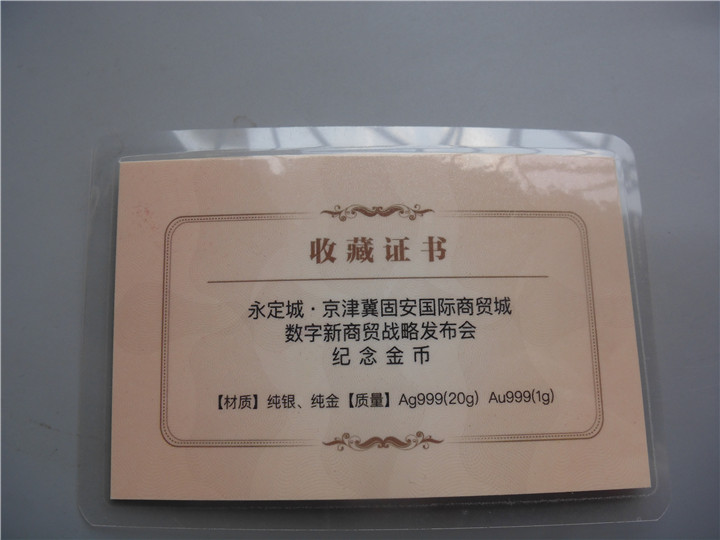 收藏证书
永定城·京津冀固安国际商贸城
数字新商贸战略发布会
纪念金币
【材质】纯银、纯金【质量】Ag999(20g) Au999(1g)